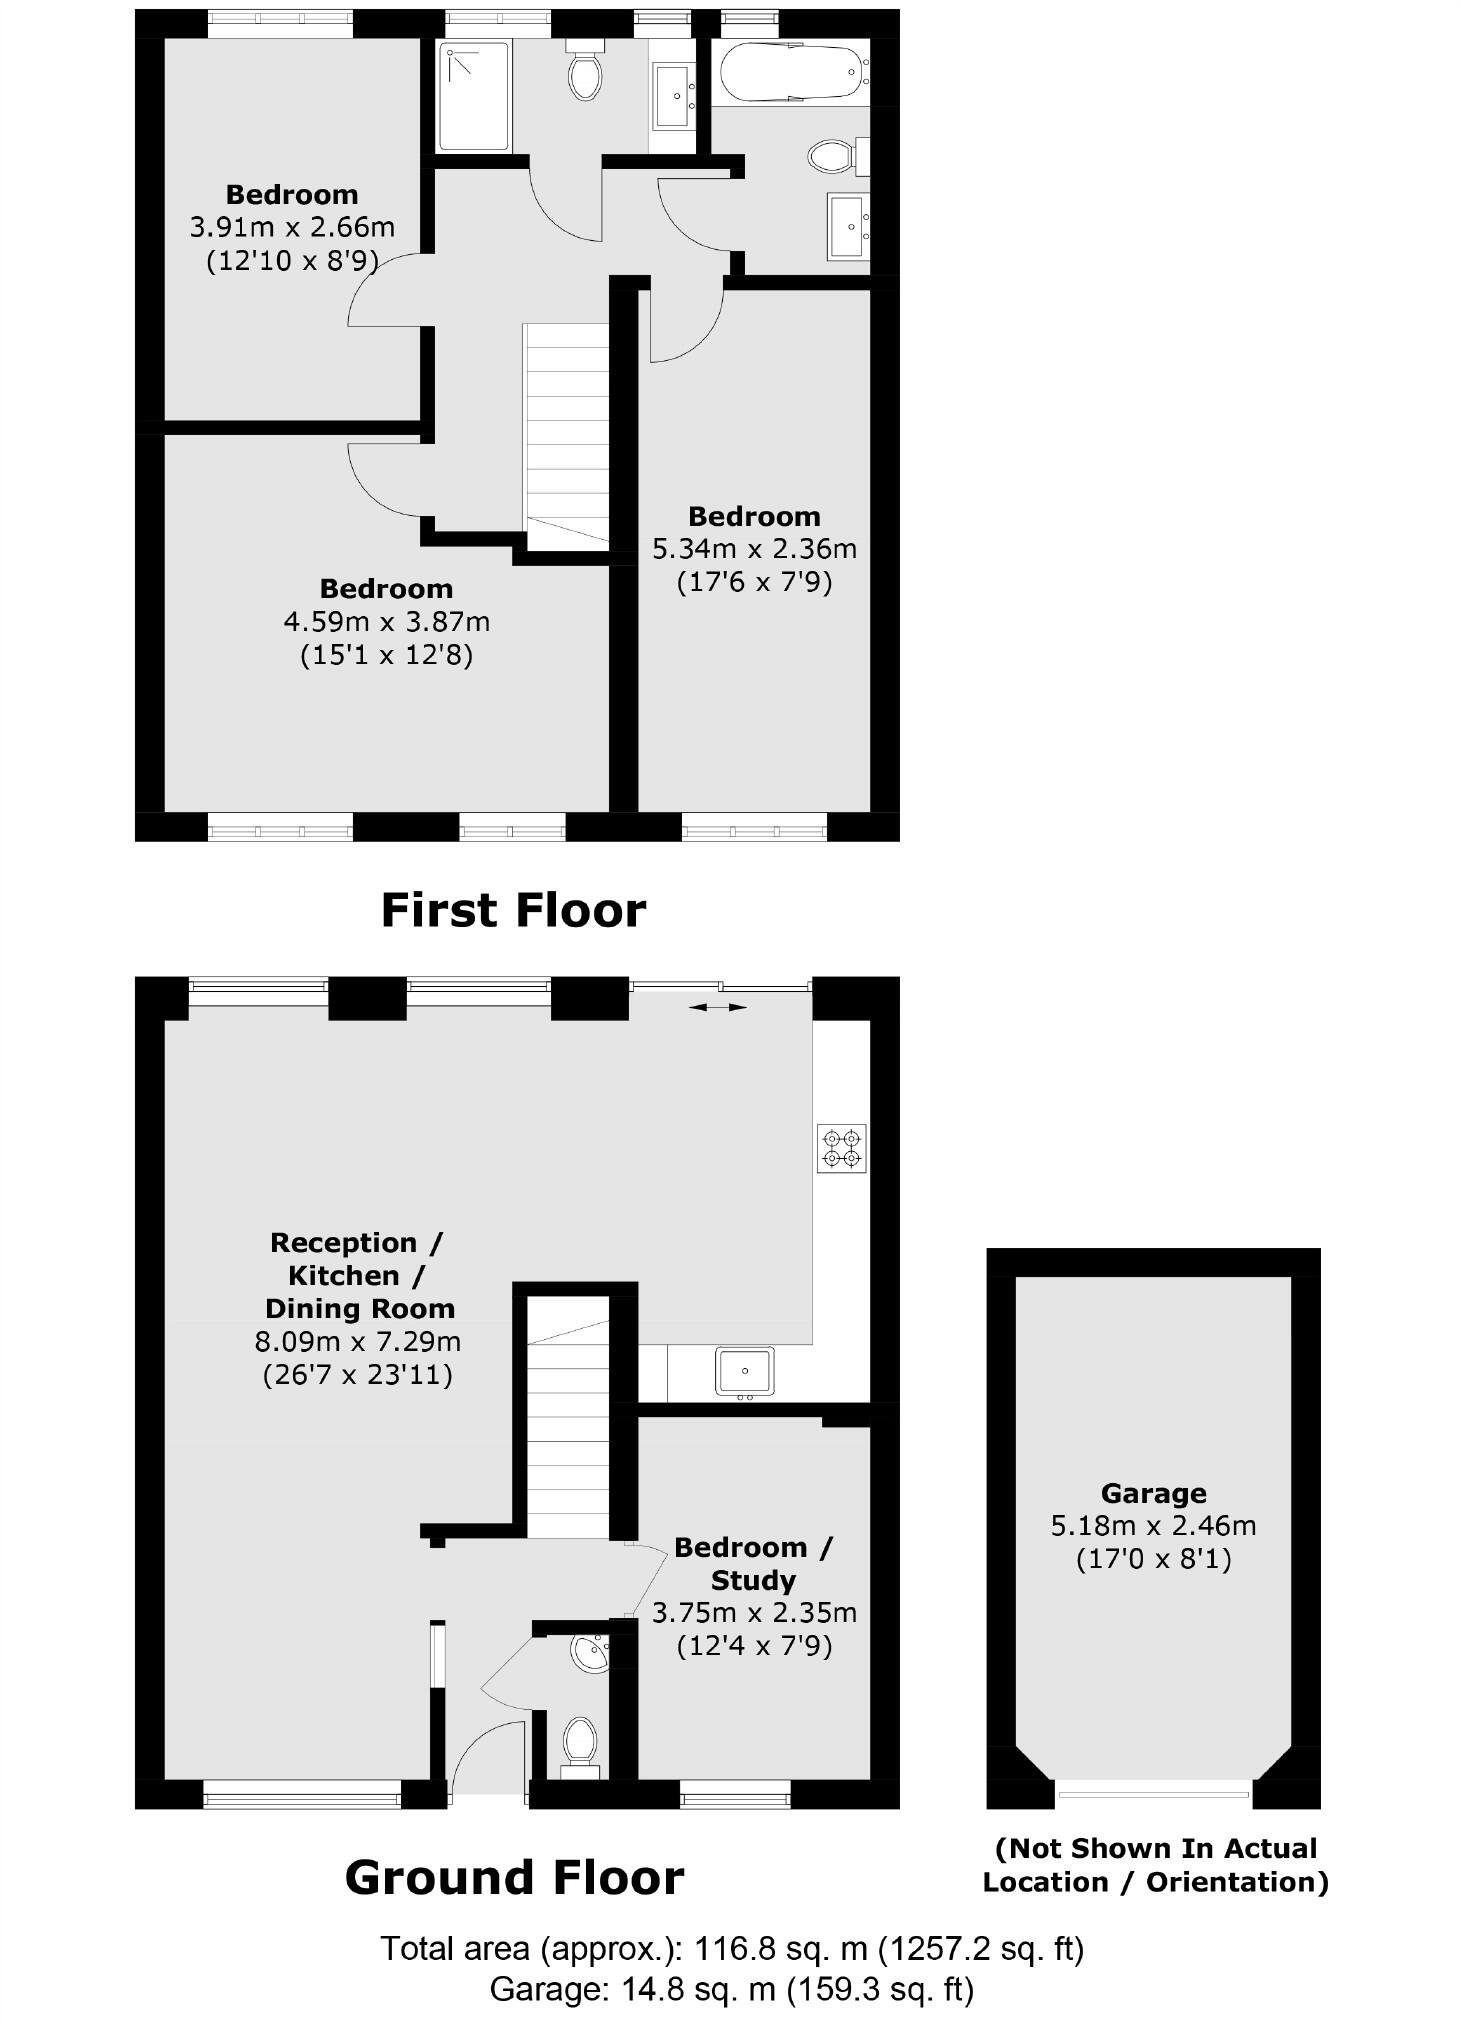 Bedroom
3.91m x 2.66m
(12'10 x 8'9)
Bedroom
5.34m x 2.36m
(17'6 x 7'9)
Bedroom
4.59m x 3.87m
(15'1 x 12'8)
First Floor
Reception /
Kitchen /
Dining Room
8.09m x 7.29m
(26'7 x 23'11)
Bedroom /
Study
3.75m x 2.35m
(12'4 x 7'9)
Garage
5.18m x 2.46m
(17'0 x 8'1)
(Not Shown In Actual
Location / Orientation)
Ground Floor
Total area (approx.): 116.8 sq. m (1257.2 sq. ft)
Garage: 14.8 sq. m (159.3 sq. ft)